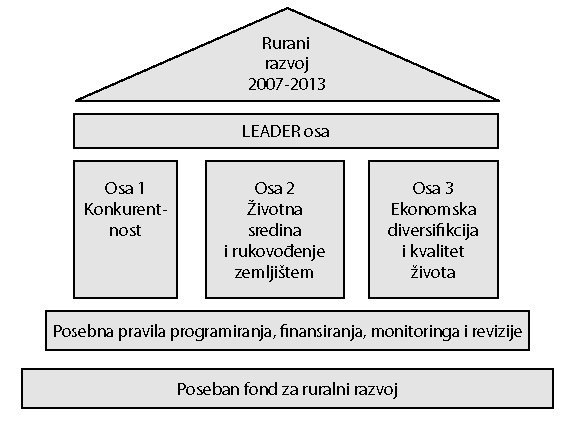 Rurani
razvoj
2007-2013
LEADER osa
Osa 1
Konkurent-
nost
Osa 2
Životna
sredina
i rukovođenje
zemljištem
Osa 3
Ekonomska
diversifikcija
i kvalitet
života
Posebna pravila programiranja, finansiranja, monitoringa i revizije
Poseban fond za ruralni razvoj